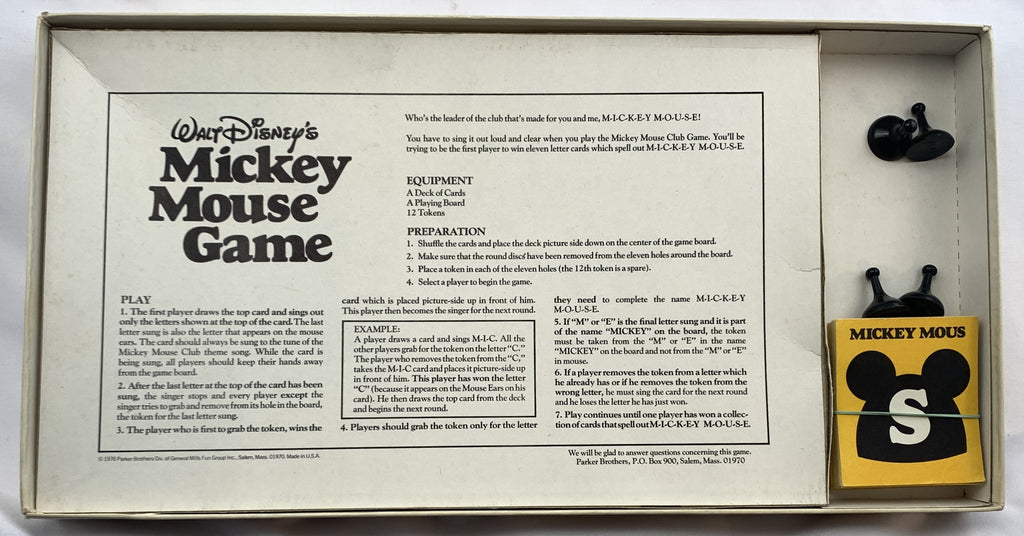 WALT DISNEY'S
Mickey
Mouse
Game
Who's the leader of the club that's made for you and me, M-I-C-K-E-Y M-O-U-S-E!
You have to sing it out loud and clear when you play the Mickey Mouse Club Game. You'll be
trying to be the first player to win eleven letter cards which spell out M-I-C-K-E-Y M-O-U-S-E.
EQUIPMENT
A Deck of Cards
A Playing Board
12 Tokens
PREPARATION
1. Shuffle the cards and place the deck picture side down on the center of the game board.
2. Make sure that the round discs have been removed from the eleven holes around the board.
3. Place a token in each of the eleven holes (the 12th token is a spare).
4. Select a player to begin the game.
PLAY
1. The first player draws the top card and sings out
only the letters shown at the top of the card. The last
letter sung is also the letter that appears on the mouse
ears. The card should always be sung to the tune of the
Mickey Mouse Club theme song. While the card is
being sung, all players should keep their hands away
from the game board.
2. After the last letter at the top of the card has been
sung, the singer stops and every player except the
singer tries to grab and remove from its hole in the board,
the token for the last letter sung.
3. The player who is first to grab the token, wins the
card which is placed picture-side up in front of him.
This player then becomes the singer for the next round.
EXAMPLE:
A player draws a card and sings M-I-C. All the
other players grab for the token on the letter "C."
The player who removes the token from the "C,"
takes the M-I-C card and places it picture-side up
in front of him. This player has won the letter
"C" (because it appears on the Mouse Ears on his
card). He then draws the top card from the deck
and begins the next round.
4. Players should grab the token only for the letter
they need to complete the name M-I-C-K-E-Y
M-O-U-S-E.
5. If "M" or "E" is the final letter sung and it is part
of the name "MICKEY" on the board, the token
must be taken from the "M" or "E" in the name
"MICKEY" on the board and not from the "M" or "E"
in mouse.
6. If a player removes the token from a letter which
he already has or if he removes the token from the
wrong letter, he must sing the card for the next round
and he loses the letter he has just won.
7. Play continues until one player has won a collec-
tion of cards that spell out M-I-C-K-E-Y M-O-U-S-E.
© 1976 Parker Brothers Div. of General Mills Fun Group Inc., Salem, Mass. 01970. Made in U.S.A.
We will be glad to answer questions concerning this game.
Parker Brothers, P.O. Box 900, Salem, Mass. 01970
MICKEY MOUS
S